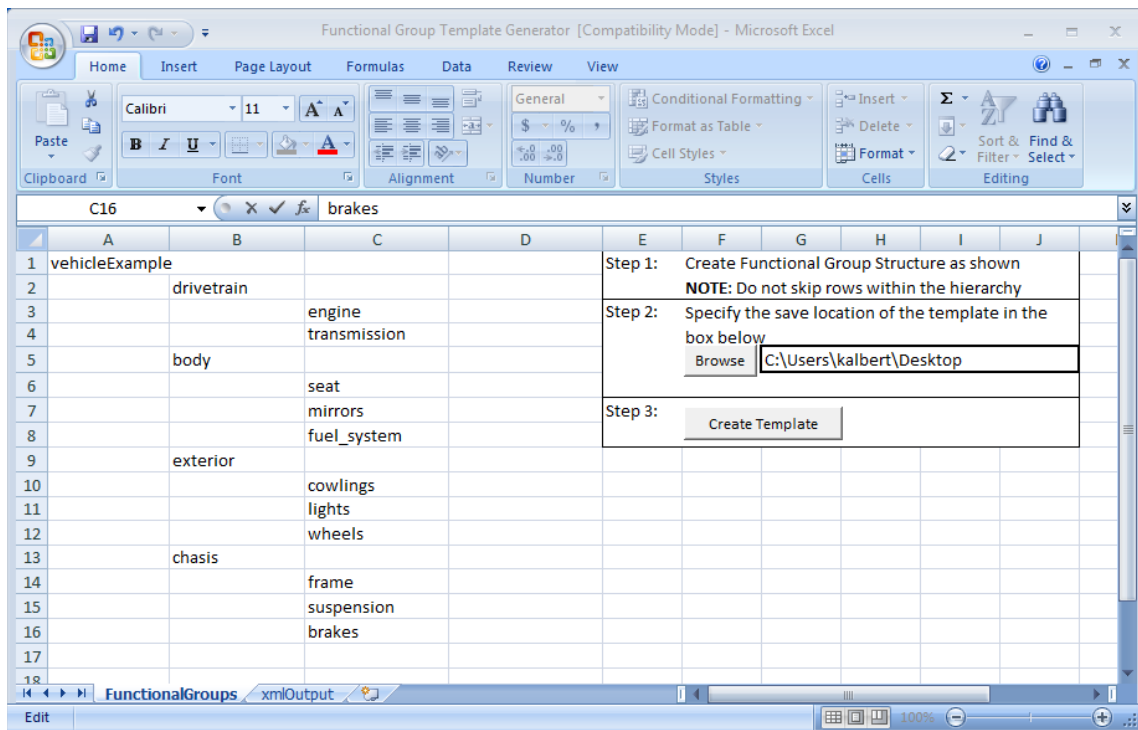 Functional Group Template Generator [Compatibility Mode] - Microsoft Excel
Home Insert Page Layout Formulas Data Review View
Paste
Calibri 11 A A
B I U A
General
$ % ,
.0 .00 .00 .0
Conditional Formatting
Format as Table
Cell Styles
Insert
Delete
Format
Σ
Sort & Filter
Find & Select
Clipboard Font Alignment Number Styles Cells Editing
C16 fx brakes
A B C D E F G H I J
1 vehicleExample Step 1: Create Functional Group Structure as shown
2 drivetrain NOTE: Do not skip rows within the hierarchy
3 engine Step 2: Specify the save location of the template in the
4 transmission box below
5 body Browse C:\Users\kalbert\Desktop
6 seat
7 mirrors Step 3:
Create Template
8 fuel_system
9 exterior
10 cowlings
11 lights
12 wheels
13 chasis
14 frame
15 suspension
16 brakes
17
18
FunctionalGroups xmlOutput
Edit 100%